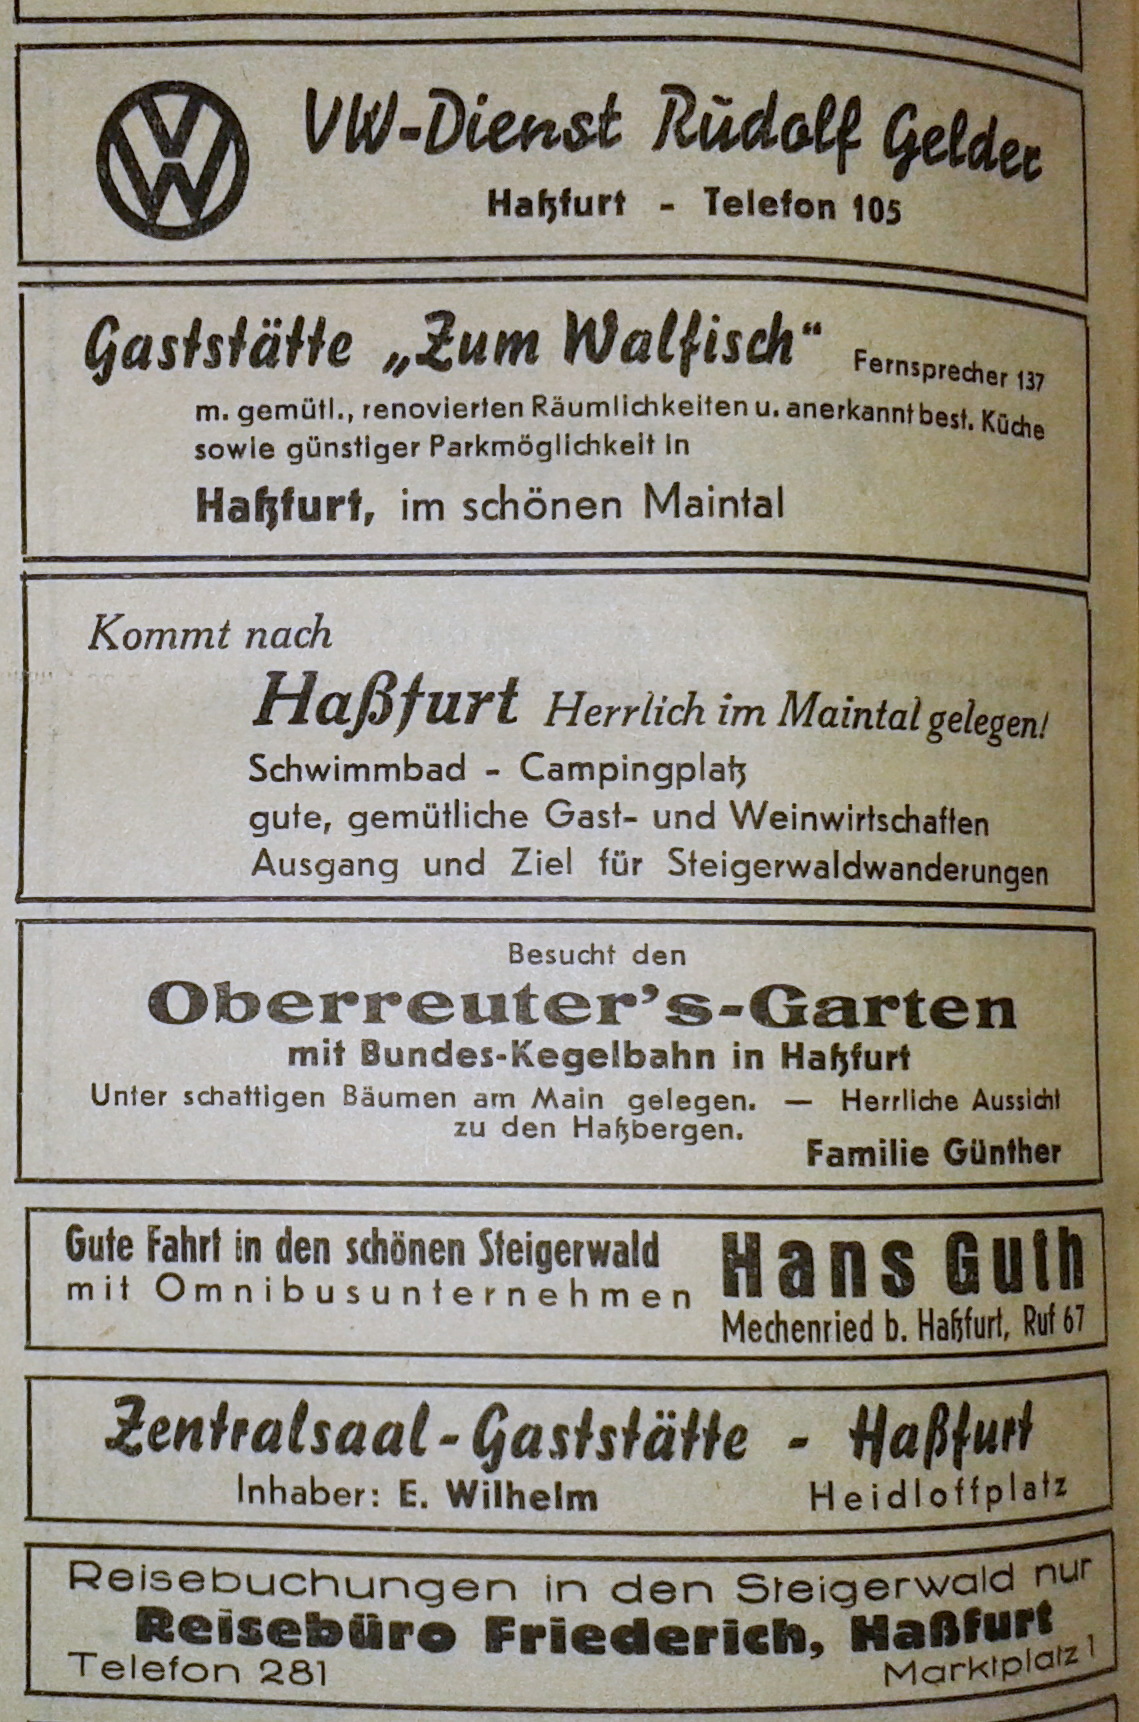 VW
VW-Dienst Rudolf Gelder
Haßfurt - Telefon 105
Gaststätte „Zum Walfisch“ Fernsprecher 137
m. gemütl., renovierten Räumlichkeiten u. anerkannt best. Küche
sowie günstiger Parkmöglichkeit in
Haßfurt, im schönen Maintal
Kommt nach
Haßfurt Herrlich im Maintal gelegen!
Schwimmbad - Campingplatz
gute, gemütliche Gast- und Weinwirtschaften
Ausgang und Ziel für Steigerwaldwanderungen
Besucht den
Oberreuter's-Garten
mit Bundes-Kegelbahn in Haßfurt
Unter schattigen Bäumen am Main gelegen. — Herrliche Aussicht
zu den Haßbergen.
Familie Günther
Gute Fahrt in den schönen Steigerwald
mit Omnibusunternehmen
Hans Guth
Mechenried b. Haßfurt, Ruf 67
Zentralsaal-Gaststätte - Haßfurt
Inhaber: E. Wilhelm Heidloffplatz
Reisebuchungen in den Steigerwald nur
Reisebüro Friederich, Haßfurt
Telefon 281 Marktplatz 1